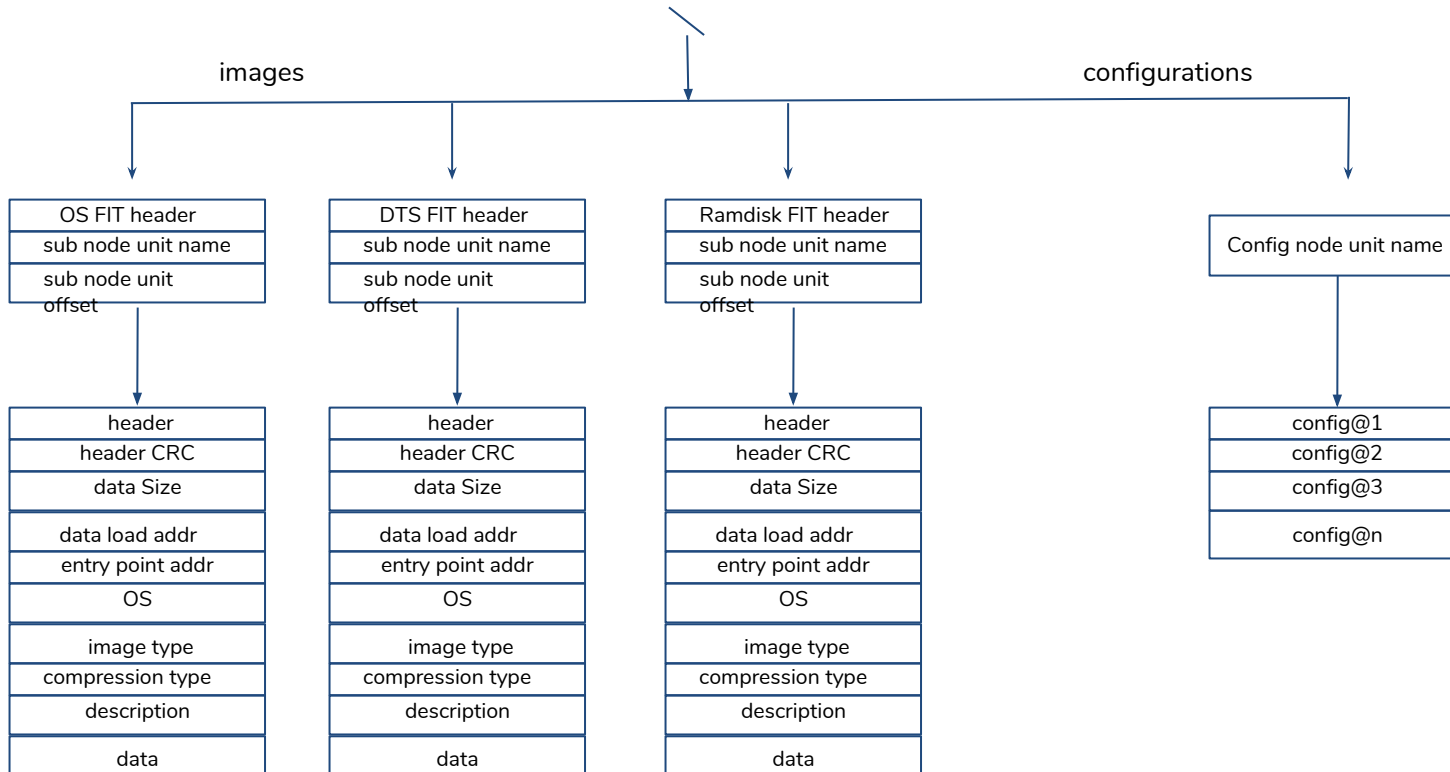 images
configurations
OS FIT header
sub node unit name
sub node unit
offset
DTS FIT header
sub node unit name
sub node unit
offset
Ramdisk FIT header
sub node unit name
sub node unit
offset
Config node unit name
header
header CRC
data Size
data load addr
entry point addr
OS
image type
compression type
description
data
header
header CRC
data Size
data load addr
entry point addr
OS
image type
compression type
description
data
header
header CRC
data Size
data load addr
entry point addr
OS
image type
compression type
description
data
config@1
config@2
config@3
config@n